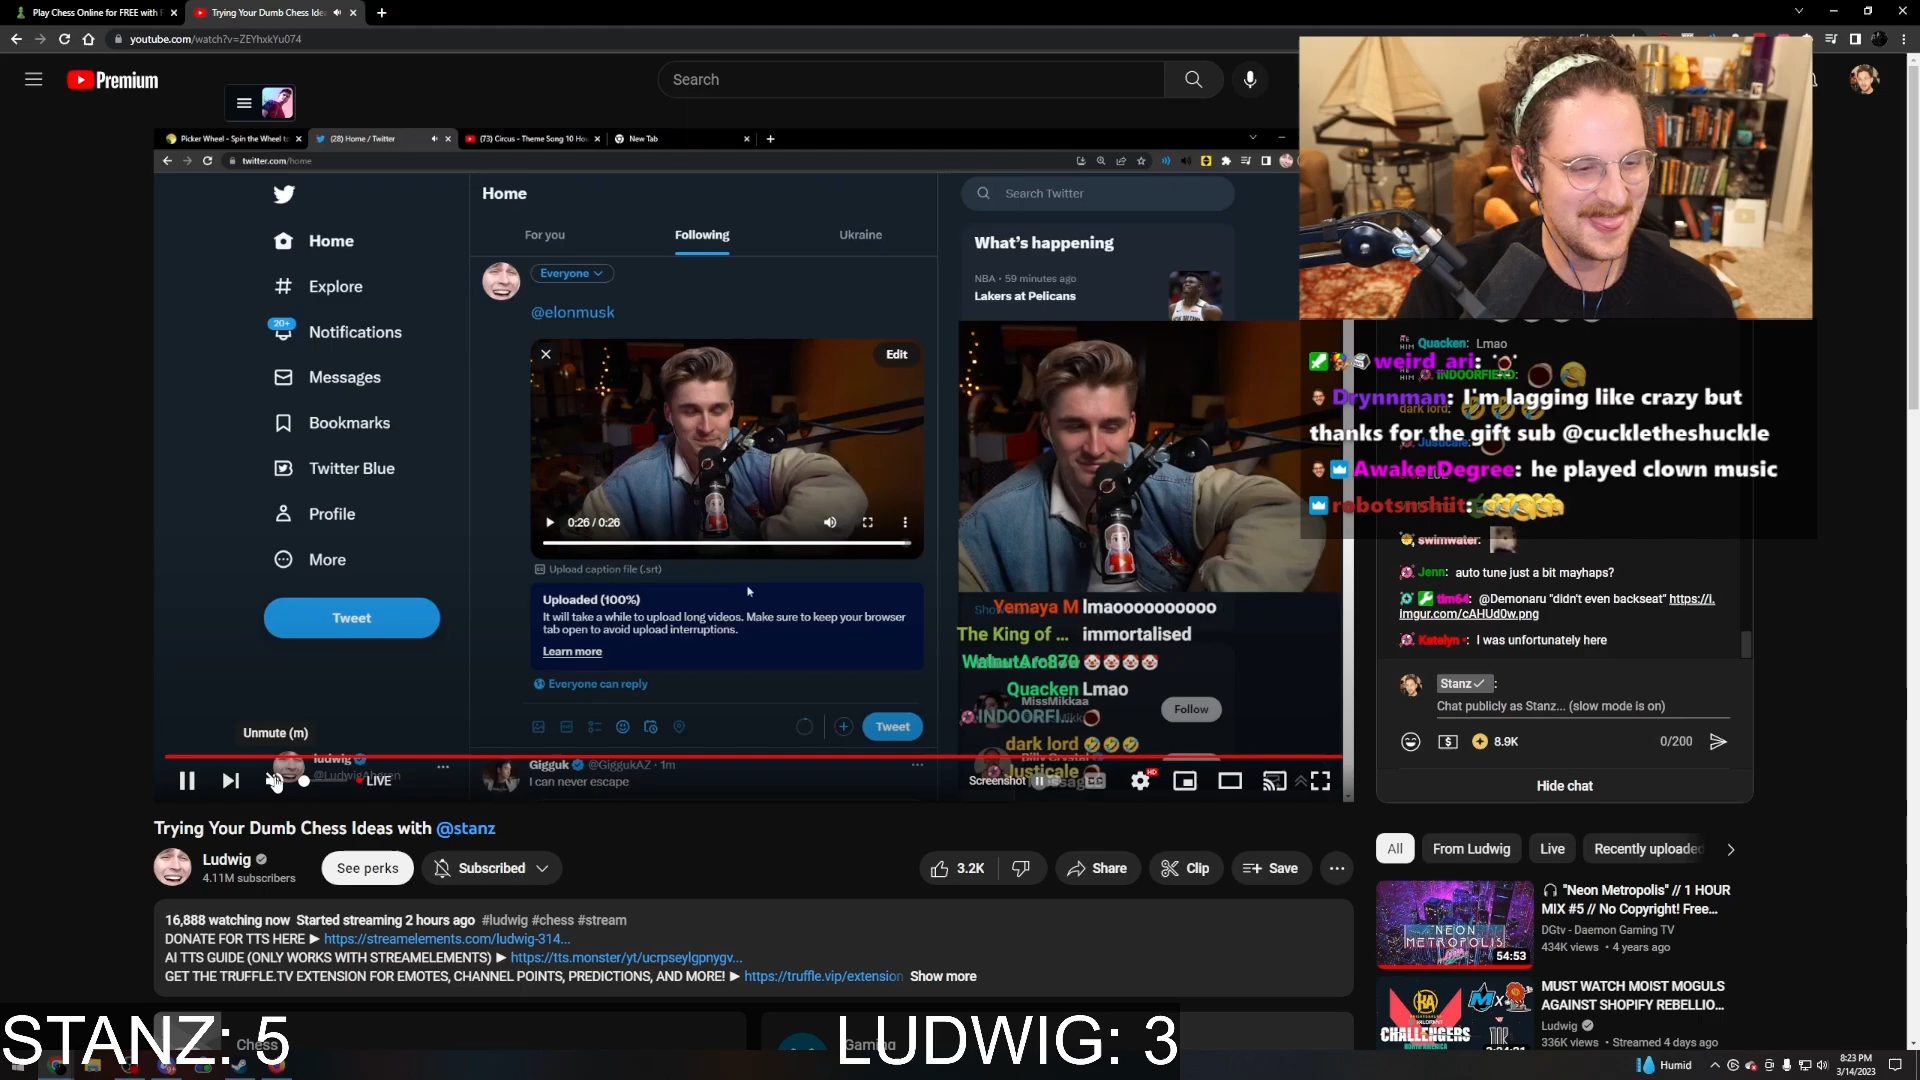 Play Chess Online for FREE with F
Trying Your Dumb Chess Ide
youtube.com/watch?v=ZEYhxkYu074
Premium
Search
Picker Wheel - Spin the Wheel t
(28) Home / Twitter
(73) Circus - Theme Song 10 Ho
New Tab
twitter.com/home
Home
Explore
20+
Notifications
Messages
Bookmarks
Twitter Blue
Profile
More
Tweet
Home
For you
Following
Ukraine
Everyone
@elonmusk
Edit
0:26 / 0:26
Upload caption file (.srt)
Uploaded (100%)
It will take a while to upload long videos. Make sure to keep your browser
tab open to avoid upload interruptions.
Learn more
Everyone can reply
Tweet
Gigguk @GiggukAZ · 1m
I can never escape
Search Twitter
What's happening
NBA · 59 minutes ago
Lakers at Pelicans
Yemaya M lmaoooooooooo
The King of ... immortalised
WalnutArc870
Quacken Lmao
MissMikkaa
Follow
INDOORFI...
dark lord
Justicale
Unmute (m)
ludwig
LIVE
Screenshot
HD
Quacken: Lmao
weird_ari:
INDOORFIEND:
Drynnman: I'm lagging like crazy but
thanks for the gift sub @cuckletheshuckle
dark lord:
Justicale:
AwakerDegree: he played clown music
robotsnshiit:
swimwater:
Jenn: auto tune just a bit mayhaps?
tim64: @Demonaru "didn't even backseat" https://i.
imgur.com/cAHUd0w.png
Katelyn: I was unfortunately here
Stanz:
Chat publicly as Stanz... (slow mode is on)
8.9K
0/200
Hide chat
Trying Your Dumb Chess Ideas with @stanz
Ludwig
4.11M subscribers
See perks
Subscribed
3.2K
Share
Clip
Save
16,888 watching now Started streaming 2 hours ago #ludwig #chess #stream
DONATE FOR TTS HERE ► https://streamelements.com/ludwig-314...
AI TTS GUIDE (ONLY WORKS WITH STREAMELEMENTS) ► https://tts.monster/yt/ucrpseylgpnygv...
GET THE TRUFFLE.TV EXTENSION FOR EMOTES, CHANNEL POINTS, PREDICTIONS, AND MORE! ► https://truffle.vip/extension Show more
All
From Ludwig
Live
Recently uploaded
NEON
METROPOLIS
54:53
"Neon Metropolis" // 1 HOUR
MIX #5 // No Copyright! Free...
DGtv - Daemon Gaming TV
434K views • 4 years ago
CHALLENGERS
MUST WATCH MOIST MOGULS
AGAINST SHOPIFY REBELLIO...
Ludwig
336K views • Streamed 4 days ago
STANZ: 5
LUDWIG: 3
Chess
Gaming
Humid
8:23 PM
3/14/2023